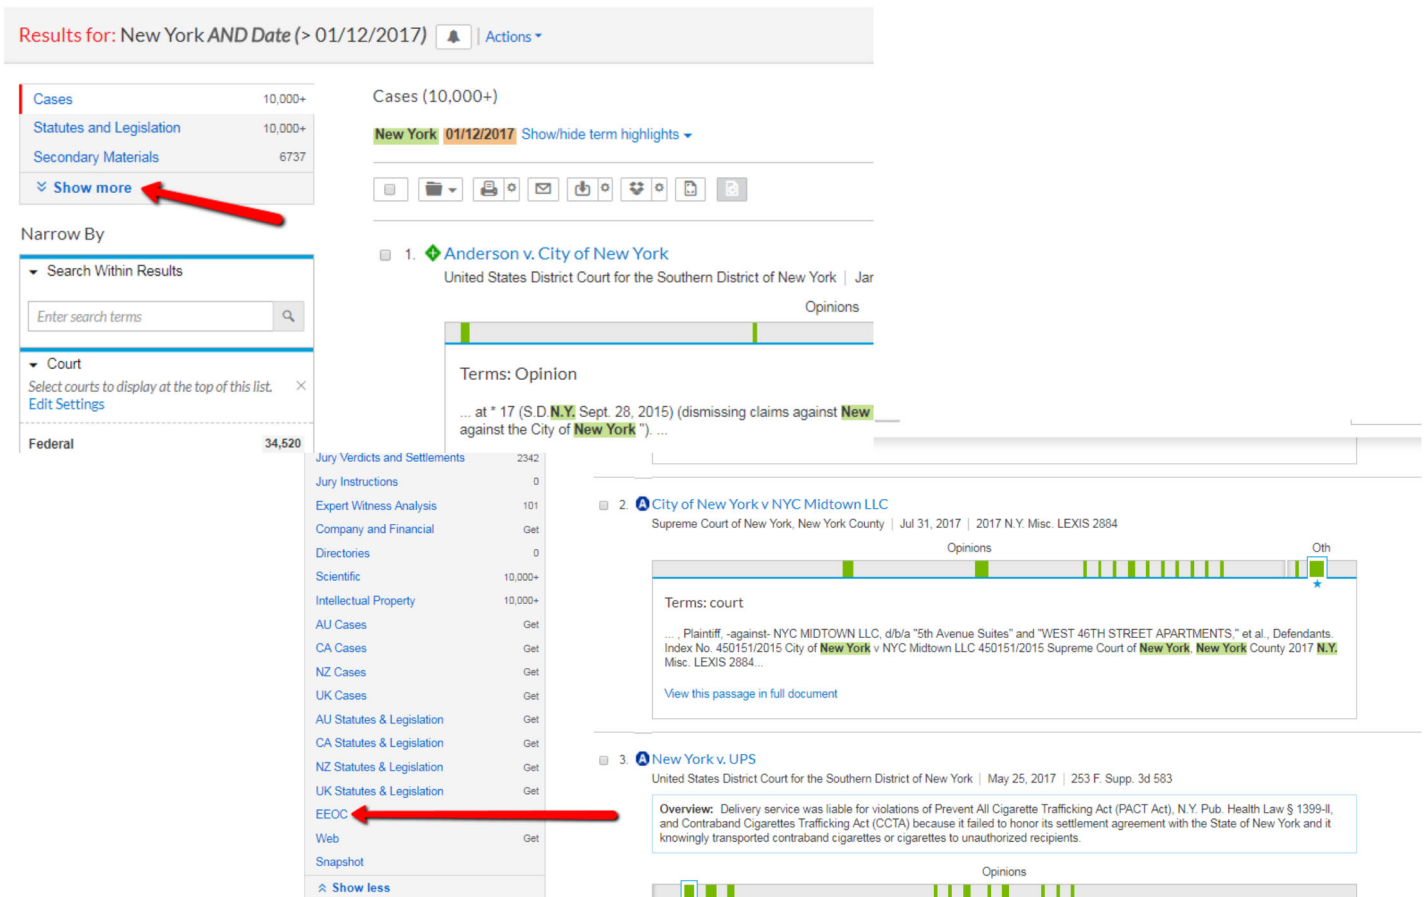 Results for: New York AND Date (> 01/12/2017) Actions
Cases 10,000+
Statutes and Legislation 10,000+
Secondary Materials 6737
Show more
Narrow By
Search Within Results
Enter search terms
Court
Select courts to display at the top of this list.
Edit Settings
Federal 34,520
Cases (10,000+)
New York 01/12/2017 Show/hide term highlights
1. Anderson v. City of New York
United States District Court for the Southern District of New York | Jar
Opinions
Terms: Opinion
... at * 17 (S.D.N.Y. Sept. 28, 2015) (dismissing claims against New
against the City of New York "). ...
Jury Verdicts and Settlements 2342
Jury Instructions 0
Expert Witness Analysis 101
Company and Financial Get
Directories 0
Scientific 10,000+
Intellectual Property 10,000+
AU Cases Get
CA Cases Get
NZ Cases Get
UK Cases Get
AU Statutes & Legislation Get
CA Statutes & Legislation Get
NZ Statutes & Legislation Get
UK Statutes & Legislation Get
EEOC
Web Get
Snapshot
Show less
2. A City of New York v NYC Midtown LLC
Supreme Court of New York, New York County | Jul 31, 2017 | 2017 N.Y. Misc. LEXIS 2884
Opinions Oth
Terms: court
... , Plaintiff, -against- NYC MIDTOWN LLC, d/b/a "5th Avenue Suites" and "WEST 46TH STREET APARTMENTS," et al., Defendants.
Index No. 450151/2015 City of New York v NYC Midtown LLC 450151/2015 Supreme Court of New York, New York County 2017 N.Y.
Misc. LEXIS 2884...
View this passage in full document
3. A New York v. UPS
United States District Court for the Southern District of New York | May 25, 2017 | 253 F. Supp. 3d 583
Overview: Delivery service was liable for violations of Prevent All Cigarette Trafficking Act (PACT Act), N.Y. Pub. Health Law § 1399-ll,
and Contraband Cigarettes Trafficking Act (CCTA) because it failed to honor its settlement agreement with the State of New York and it
knowingly transported contraband cigarettes or cigarettes to unauthorized recipients.
Opinions